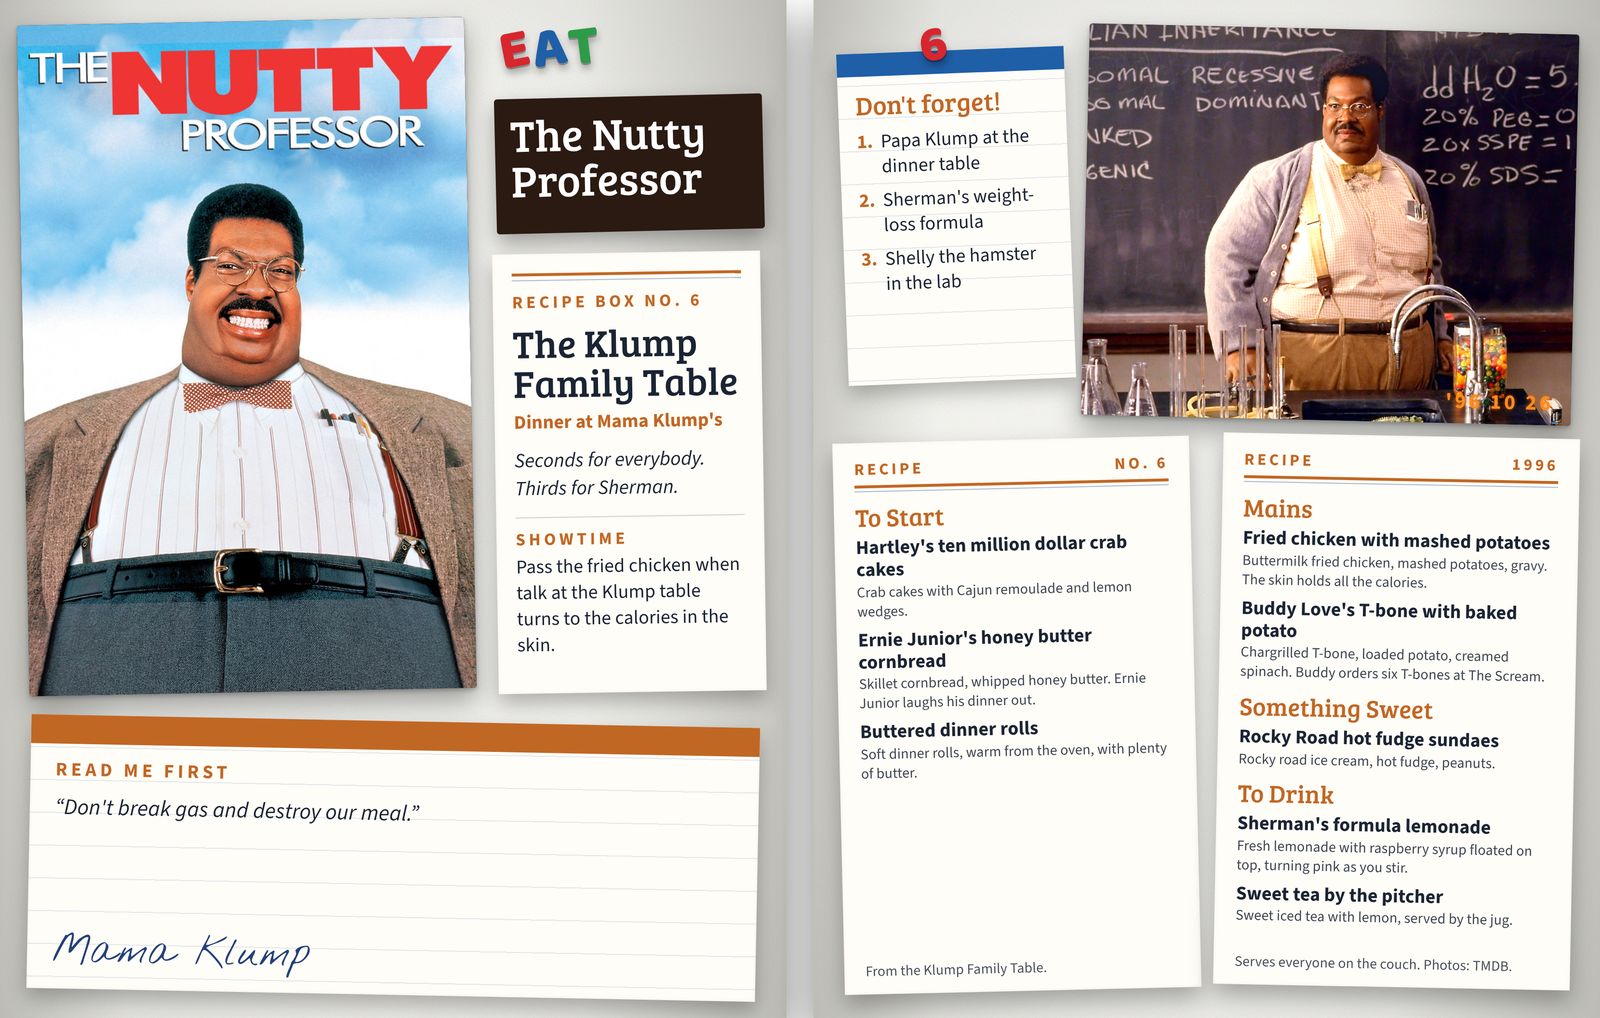 THE NUTTY
PROFESSOR
EAT
The Nutty
Professor
RECIPE BOX NO. 6
The Klump
Family Table
Dinner at Mama Klump's
Seconds for everybody.
Thirds for Sherman.
SHOWTIME
Pass the fried chicken when
talk at the Klump table
turns to the calories in the
skin.
READ ME FIRST
“Don't break gas and destroy our meal.”
Mama Klump
6
Don't forget!
1. Papa Klump at the
dinner table
2. Sherman's weight-
loss formula
3. Shelly the hamster
in the lab
LIAN INHERITANCE
SOMAL RECESSIVE
SOMAL DOMINANT
NKED
GENIC
ddH₂O = 5
20% PEG = 0
20x SSPE = 1
20% SDS =
'96 10 26
RECIPE NO. 6
To Start
Hartley's ten million dollar crab
cakes
Crab cakes with Cajun remoulade and lemon
wedges.
Ernie Junior's honey butter
cornbread
Skillet cornbread, whipped honey butter. Ernie
Junior laughs his dinner out.
Buttered dinner rolls
Soft dinner rolls, warm from the oven, with plenty
of butter.
From the Klump Family Table.
RECIPE 1996
Mains
Fried chicken with mashed potatoes
Buttermilk fried chicken, mashed potatoes, gravy.
The skin holds all the calories.
Buddy Love's T-bone with baked
potato
Chargrilled T-bone, loaded potato, creamed
spinach. Buddy orders six T-bones at The Scream.
Something Sweet
Rocky Road hot fudge sundaes
Rocky road ice cream, hot fudge, peanuts.
To Drink
Sherman's formula lemonade
Fresh lemonade with raspberry syrup floated on
top, turning pink as you stir.
Sweet tea by the pitcher
Sweet iced tea with lemon, served by the jug.
Serves everyone on the couch. Photos: TMDB.